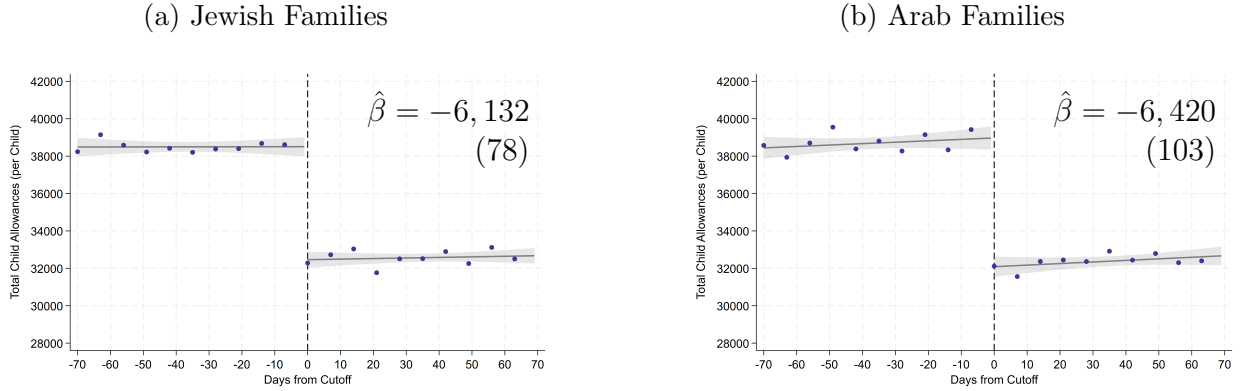 (a) Jewish Families
Total Child Allowances (per Child)
42000
40000
38000
36000
34000
32000
30000
28000
β̂ = −6, 132
(78)
-70 -60 -50 -40 -30 -20 -10 0 10 20 30 40 50 60 70
Days from Cutoff
(b) Arab Families
Total Child Allowances (per Child)
42000
40000
38000
36000
34000
32000
30000
28000
β̂ = −6, 420
(103)
-70 -60 -50 -40 -30 -20 -10 0 10 20 30 40 50 60 70
Days from Cutoff